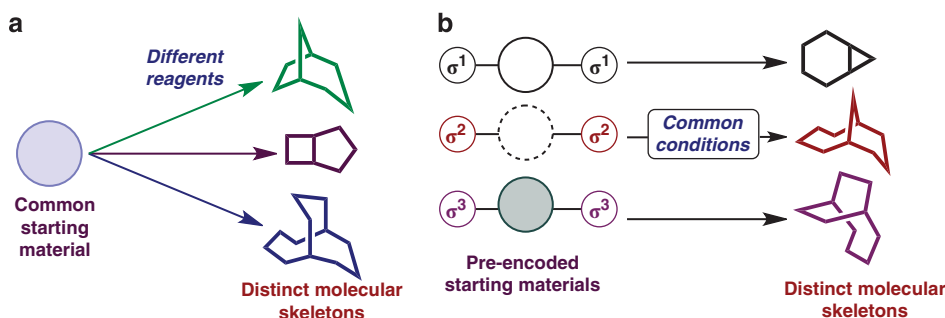 a
Different
reagents
Common
starting
material
Distinct molecular
skeletons
b
σ¹ σ¹
σ² σ²
Common
conditions
σ³ σ³
Pre-encoded
starting materials
Distinct molecular
skeletons